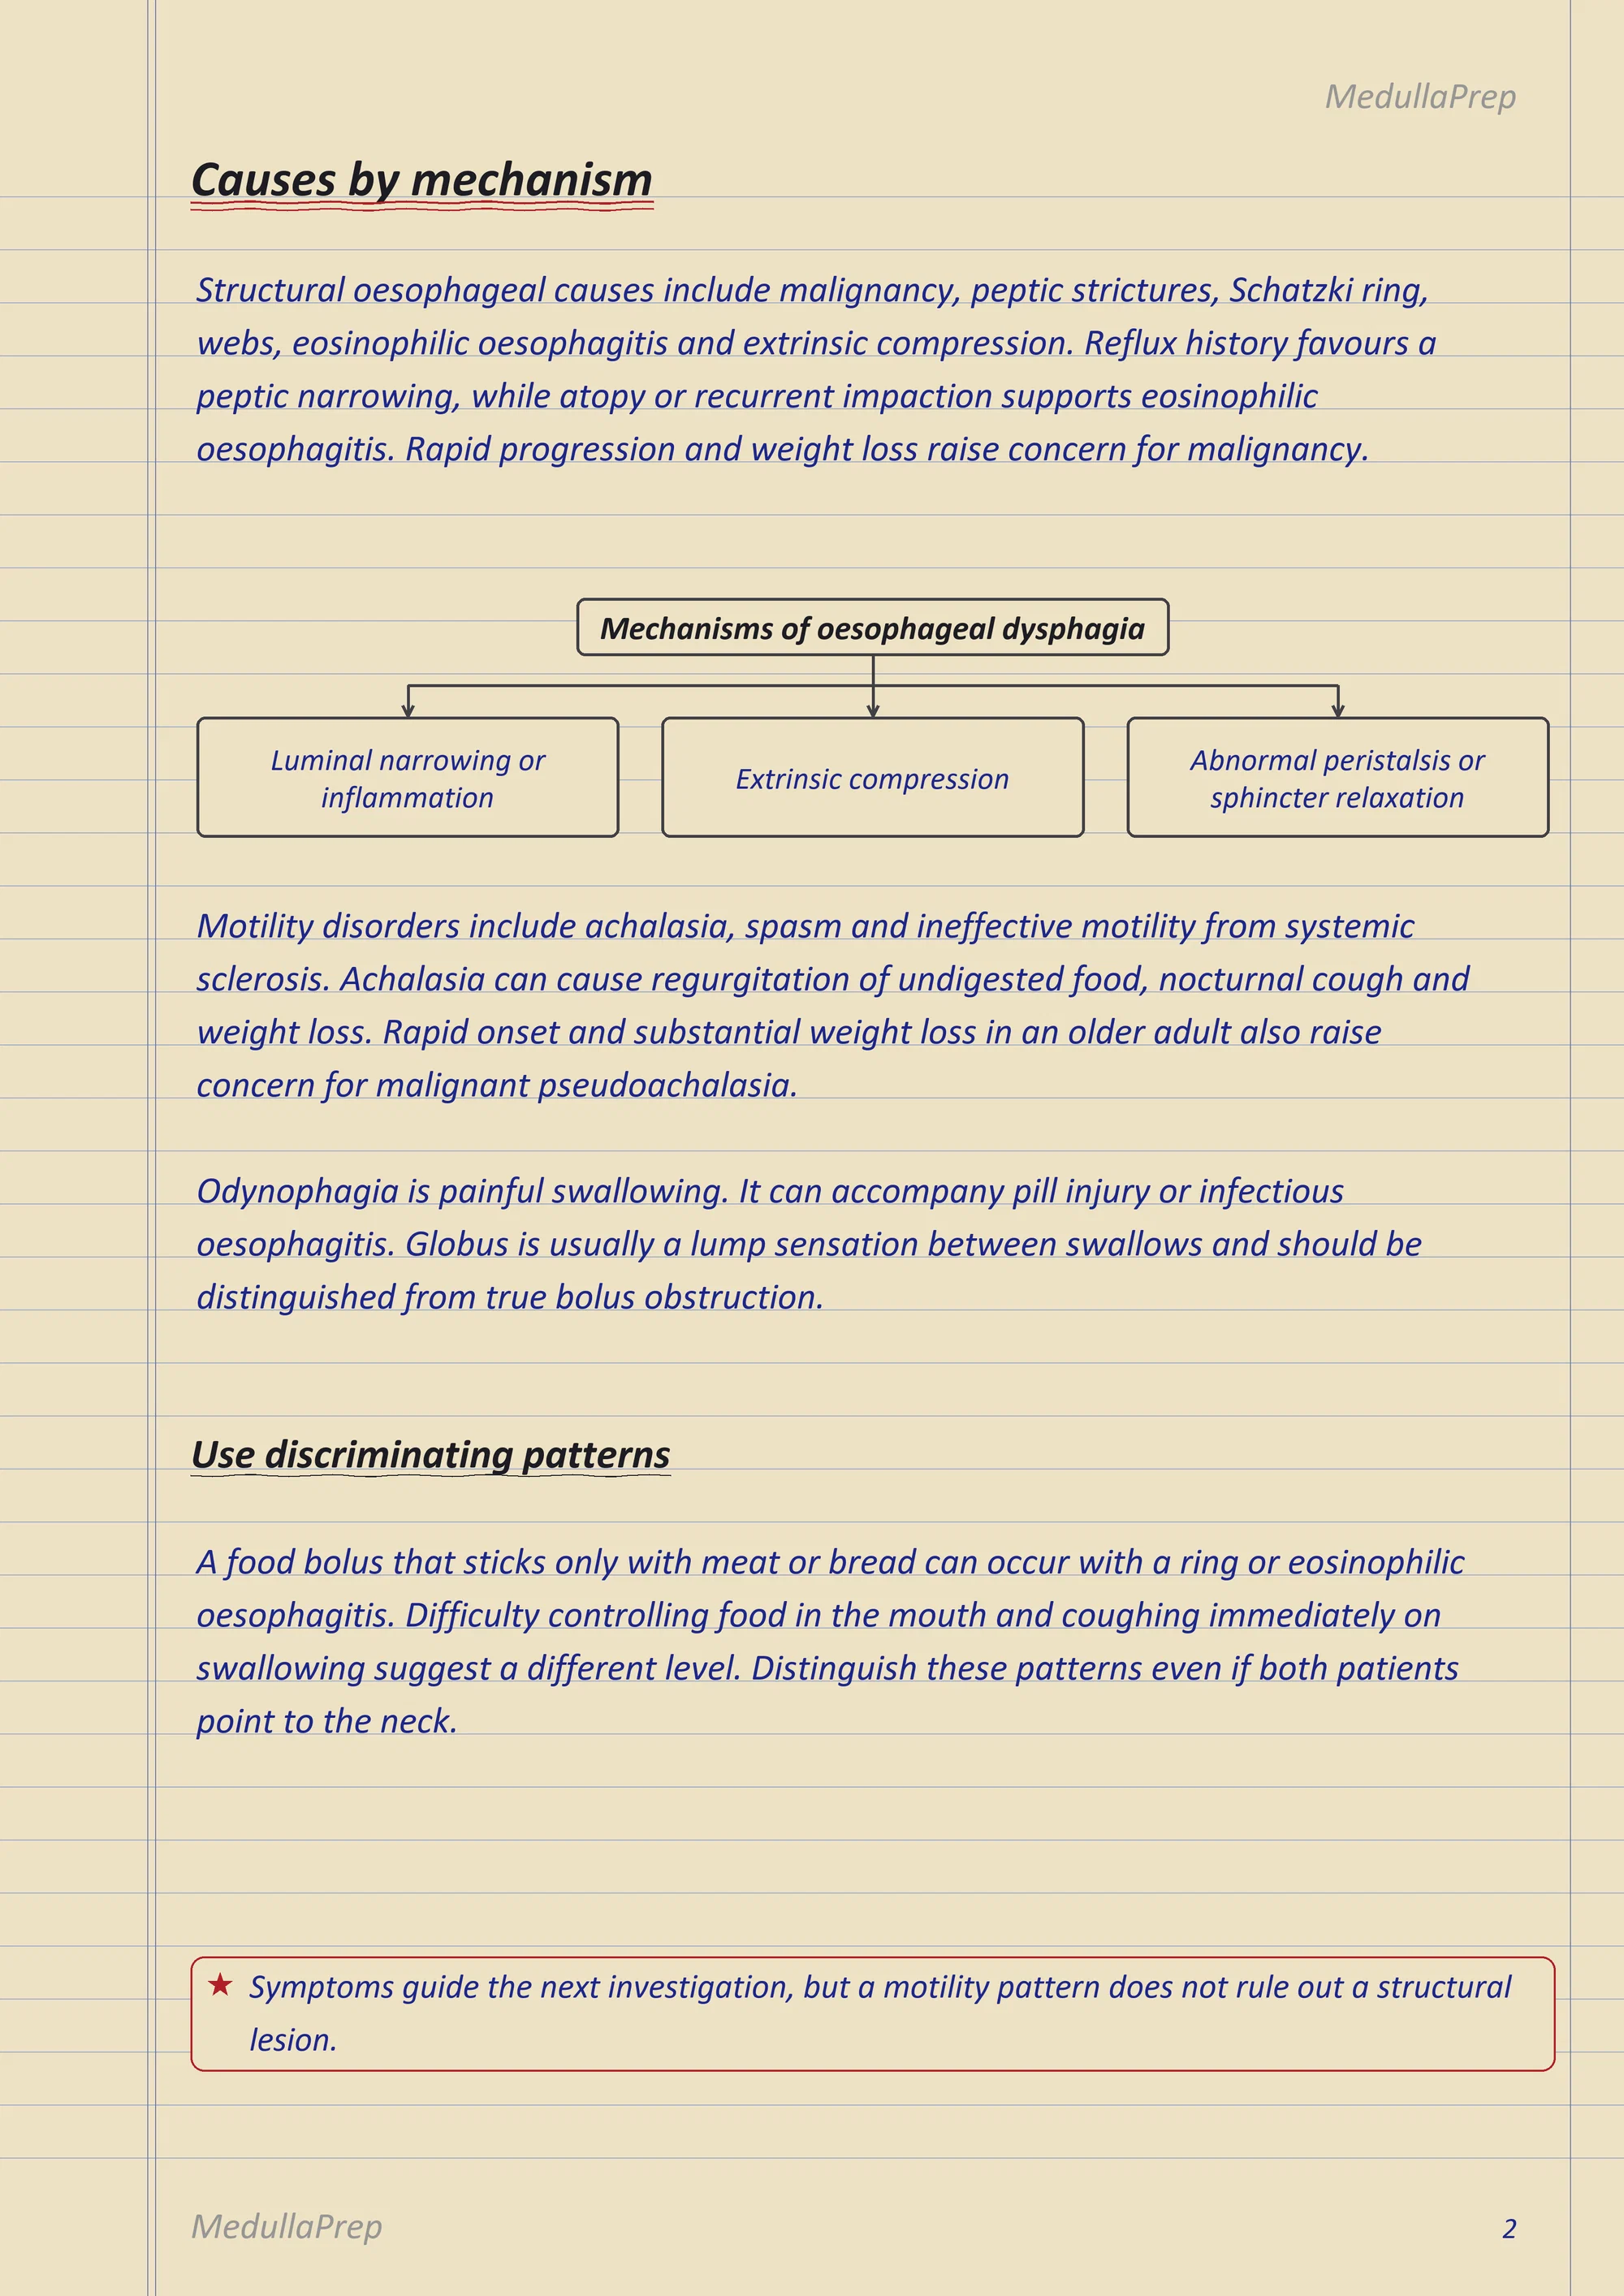 MedullaPrep
Causes by mechanism
Structural oesophageal causes include malignancy, peptic strictures, Schatzki ring,
webs, eosinophilic oesophagitis and extrinsic compression. Reflux history favours a
peptic narrowing, while atopy or recurrent impaction supports eosinophilic
oesophagitis. Rapid progression and weight loss raise concern for malignancy.
Mechanisms of oesophageal dysphagia
Luminal narrowing or
inflammation
Extrinsic compression
Abnormal peristalsis or
sphincter relaxation
Motility disorders include achalasia, spasm and ineffective motility from systemic
sclerosis. Achalasia can cause regurgitation of undigested food, nocturnal cough and
weight loss. Rapid onset and substantial weight loss in an older adult also raise
concern for malignant pseudoachalasia.
Odynophagia is painful swallowing. It can accompany pill injury or infectious
oesophagitis. Globus is usually a lump sensation between swallows and should be
distinguished from true bolus obstruction.
Use discriminating patterns
A food bolus that sticks only with meat or bread can occur with a ring or eosinophilic
oesophagitis. Difficulty controlling food in the mouth and coughing immediately on
swallowing suggest a different level. Distinguish these patterns even if both patients
point to the neck.
★ Symptoms guide the next investigation, but a motility pattern does not rule out a structural
lesion.
MedullaPrep
2